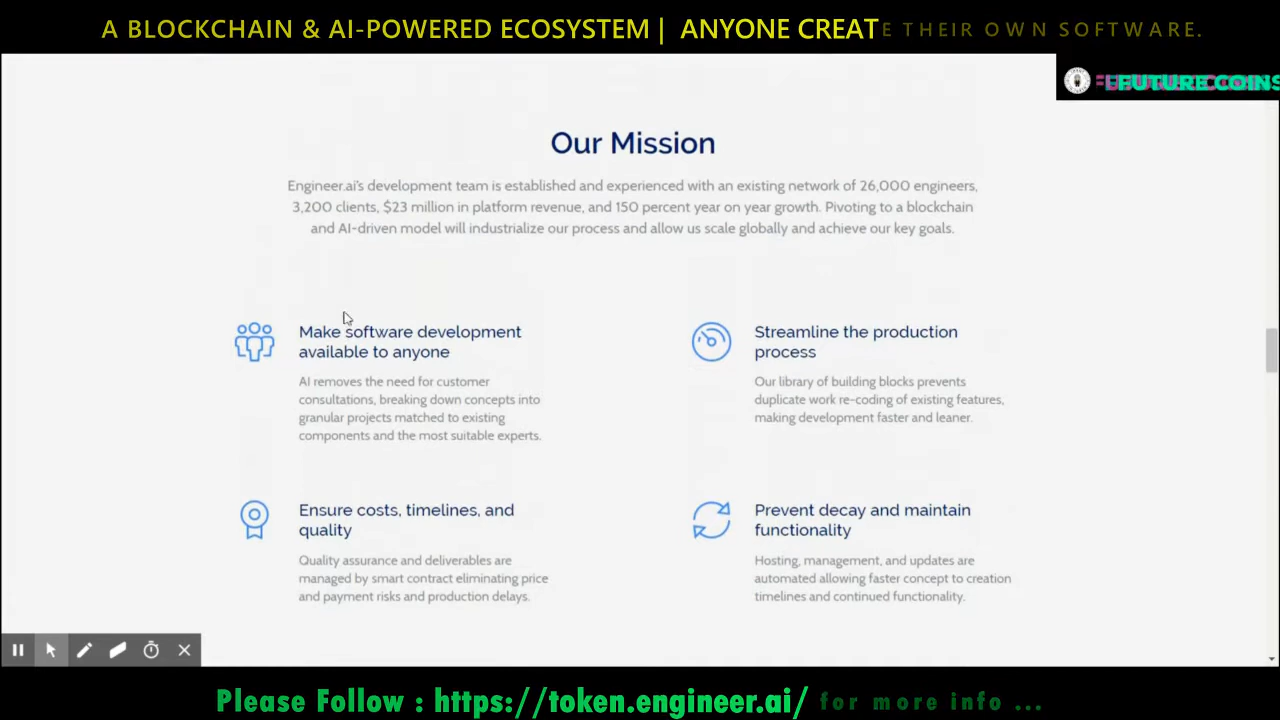 A BLOCKCHAIN & AI-POWERED ECOSYSTEM | ANYONE CREATE THEIR OWN SOFTWARE.
FUTURE COINS
Our Mission
Engineer.ai's development team is established and experienced with an existing network of 26,000 engineers,
3,200 clients, $23 million in platform revenue, and 150 percent year on year growth. Pivoting to a blockchain
and AI-driven model will industrialize our process and allow us scale globally and achieve our key goals.
Make software development
available to anyone
AI removes the need for customer
consultations, breaking down concepts into
granular projects matched to existing
components and the most suitable experts.
Streamline the production
process
Our library of building blocks prevents
duplicate work re-coding of existing features,
making development faster and leaner.
Ensure costs, timelines, and
quality
Quality assurance and deliverables are
managed by smart contract eliminating price
and payment risks and production delays.
Prevent decay and maintain
functionality
Hosting, management, and updates are
automated allowing faster concept to creation
timelines and continued functionality.
Please Follow : https://token.engineer.ai/ for more info ...